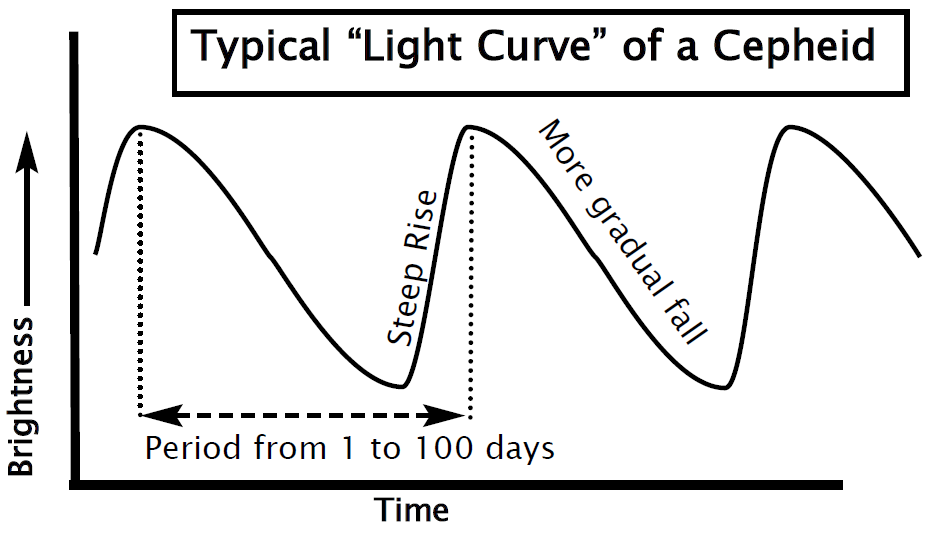 Typical “Light Curve” of a Cepheid
Brightness
Steep Rise
More gradual fall
Period from 1 to 100 days
Time